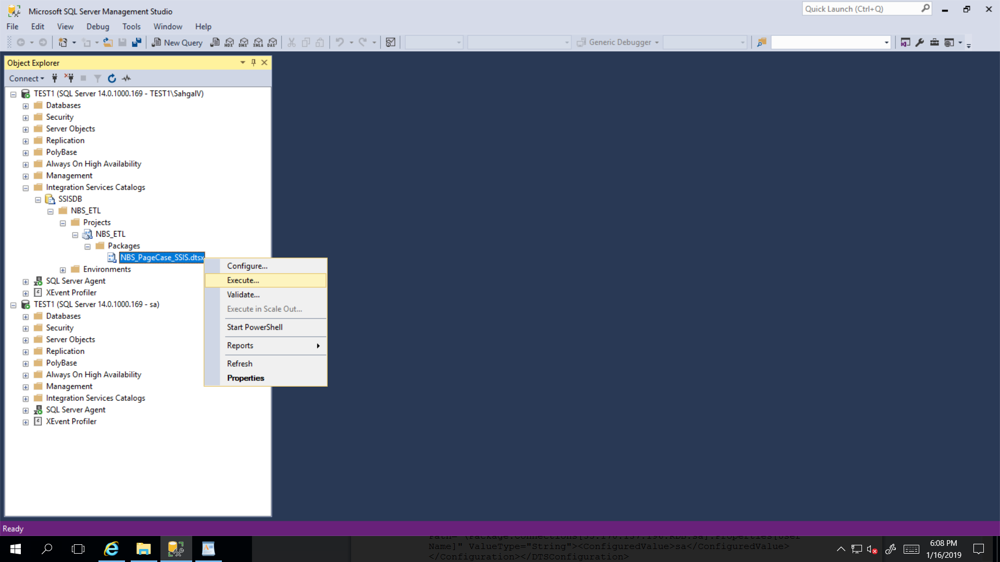 Microsoft SQL Server Management Studio
Quick Launch (Ctrl+Q)
File Edit View Debug Tools Window Help
New Query MDX DMX XMLA DAX Generic Debugger
Object Explorer
Connect
TEST1 (SQL Server 14.0.1000.169 - TEST1\SahgalV)
Databases
Security
Server Objects
Replication
PolyBase
Always On High Availability
Management
Integration Services Catalogs
SSISDB
NBS_ETL
Projects
NBS_ETL
Packages
NBS_PageCase_SSIS.dtsx
Environments
SQL Server Agent
XEvent Profiler
TEST1 (SQL Server 14.0.1000.169 - sa)
Databases
Security
Server Objects
Replication
PolyBase
Always On High Availability
Management
Integration Services Catalogs
SQL Server Agent
XEvent Profiler
Configure...
Execute...
Validate...
Execute in Scale Out...
Start PowerShell
Reports
Refresh
Properties
Ready
Name]" ValueType="String"><ConfiguredValue>sa</ConfiguredValue>
</Configuration></DTSConfiguration>
6:08 PM
1/16/2019